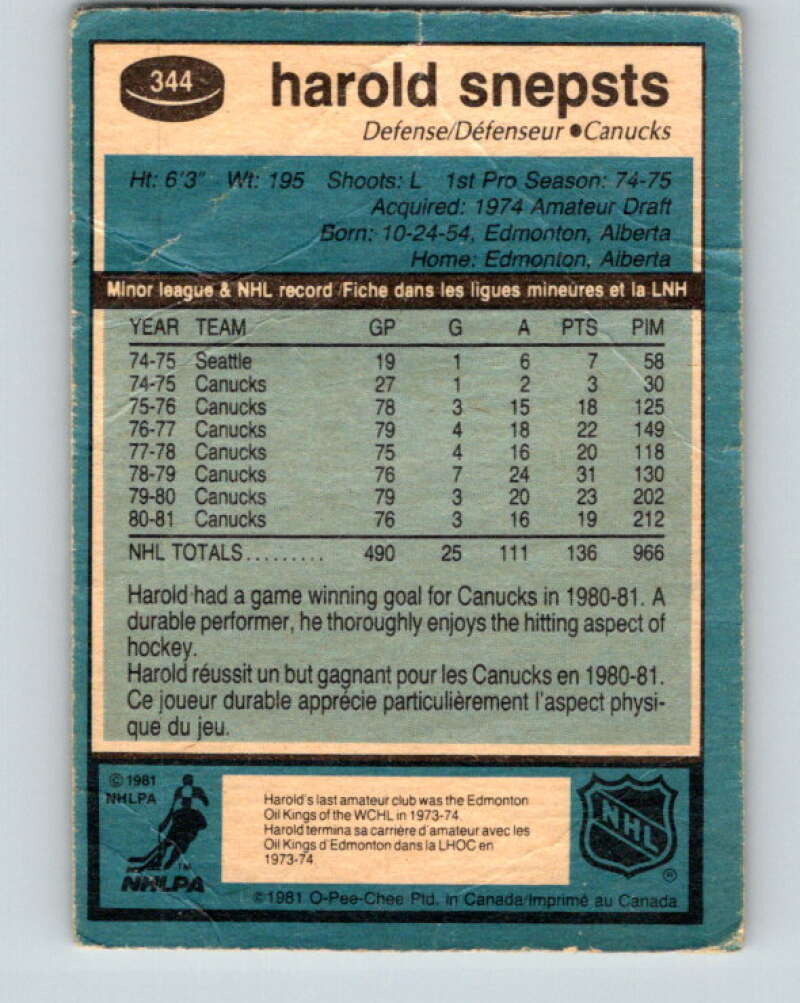 344
harold snepsts
Defense/Défenseur ●Canucks
Ht: 6'3" Wt: 195 Shoots: L 1st Pro Season: 74-75
Acquired: 1974 Amateur Draft
Born: 10-24-54, Edmonton, Alberta
Home: Edmonton, Alberta
Minor league & NHL record/Fiche dans les ligues mineures et la LNH
YEAR TEAM GP G A PTS PIM
74-75 Seattle 19 1 6 7 58
74-75 Canucks 27 1 2 3 30
75-76 Canucks 78 3 15 18 125
76-77 Canucks 79 4 18 22 149
77-78 Canucks 75 4 16 20 118
78-79 Canucks 76 7 24 31 130
79-80 Canucks 79 3 20 23 202
80-81 Canucks 76 3 16 19 212
NHL TOTALS......... 490 25 111 136 966
Harold had a game winning goal for Canucks in 1980-81. A
durable performer, he thoroughly enjoys the hitting aspect of
hockey.
Harold réussit un but gagnant pour les Canucks en 1980-81.
Ce joueur durable apprécie particulièrement l'aspect physi-
que du jeu.
© 1981
NHLPA
NHLPA
TM
Harold's last amateur club was the Edmonton
Oil Kings of the WCHL in 1973-74.
Harold termina sa carrière d'amateur avec les
Oil Kings d'Edmonton dans la LHOC en
1973-74
NHL
®
© 1981 O-Pee-Chee Ptd. in Canada/Imprimé au Canada